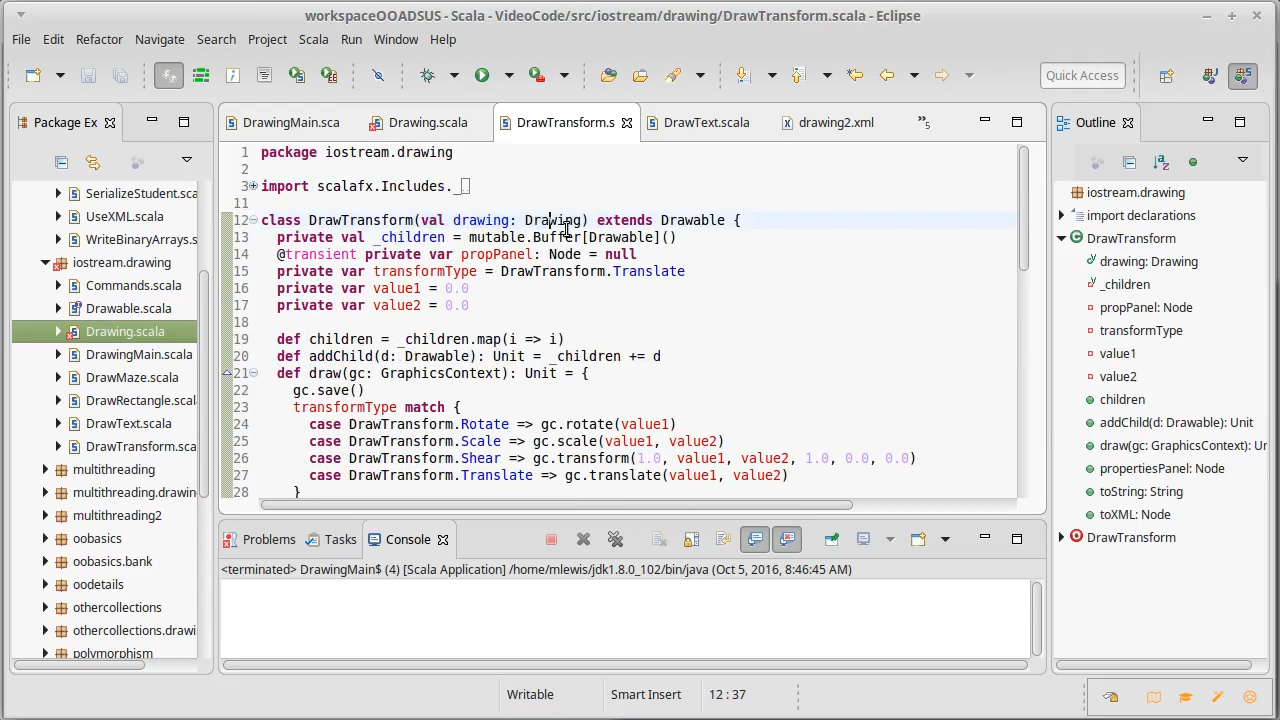 workspaceOOADSUS - Scala - VideoCode/src/iostream/drawing/DrawTransform.scala - Eclipse
File Edit Refactor Navigate Search Project Scala Run Window Help
Quick Access
Package Ex
SerializeStudent.sc
UseXML.scala
WriteBinaryArrays.s
iostream.drawing
Commands.scala
Drawable.scala
Drawing.scala
DrawingMain.scala
DrawMaze.scala
DrawRectangle.scal
DrawText.scala
DrawTransform.sca
multithreading
multithreading.drawin
multithreading2
oobasics
oobasics.bank
oodetails
othercollections
othercollections.drawi
polymorphism
DrawingMain.sca Drawing.scala DrawTransform.s DrawText.scala drawing2.xml »5
1 package iostream.drawing
2
3 import scalafx.Includes._
11
12 class DrawTransform(val drawing: Drawing) extends Drawable {
13 private val _children = mutable.Buffer[Drawable]()
14 @transient private var propPanel: Node = null
15 private var transformType = DrawTransform.Translate
16 private var value1 = 0.0
17 private var value2 = 0.0
18
19 def children = _children.map(i => i)
20 def addChild(d: Drawable): Unit = _children += d
21 def draw(gc: GraphicsContext): Unit = {
22 gc.save()
23 transformType match {
24 case DrawTransform.Rotate => gc.rotate(value1)
25 case DrawTransform.Scale => gc.scale(value1, value2)
26 case DrawTransform.Shear => gc.transform(1.0, value1, value2, 1.0, 0.0, 0.0)
27 case DrawTransform.Translate => gc.translate(value1, value2)
28 }
Problems Tasks Console
<terminated> DrawingMain$ (4) [Scala Application] /home/mlewis/jdk1.8.0_102/bin/java (Oct 5, 2016, 8:46:45 AM)
Outline
iostream.drawing
import declarations
DrawTransform
drawing: Drawing
_children
propPanel: Node
transformType
value1
value2
children
addChild(d: Drawable): Unit
draw(gc: GraphicsContext): Ur
propertiesPanel: Node
toString: String
toXML: Node
DrawTransform
Writable Smart Insert 12 : 37